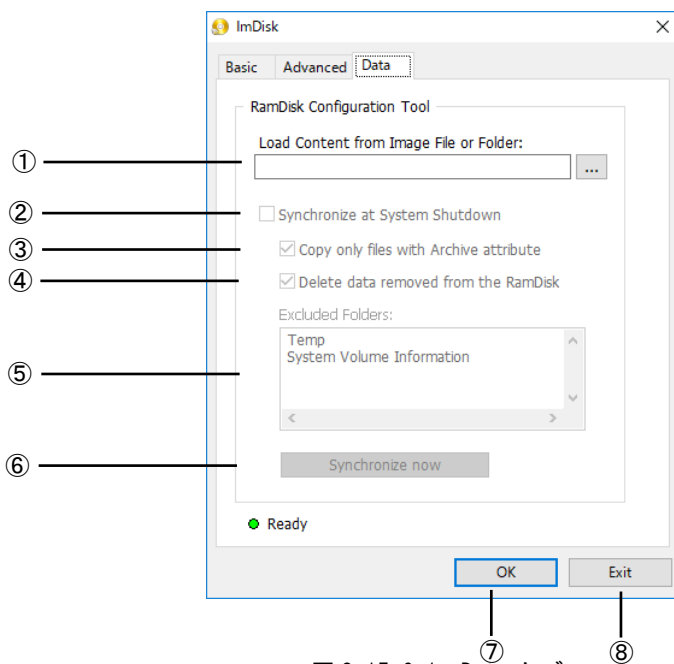 ImDisk
Basic Advanced Data
RamDisk Configuration Tool
① Load Content from Image File or Folder:
...
② Synchronize at System Shutdown
③ Copy only files with Archive attribute
④ Delete data removed from the RamDisk
Excluded Folders:
Temp
⑤ System Volume Information
⑥ Synchronize now
Ready
OK Exit
⑦ ⑧